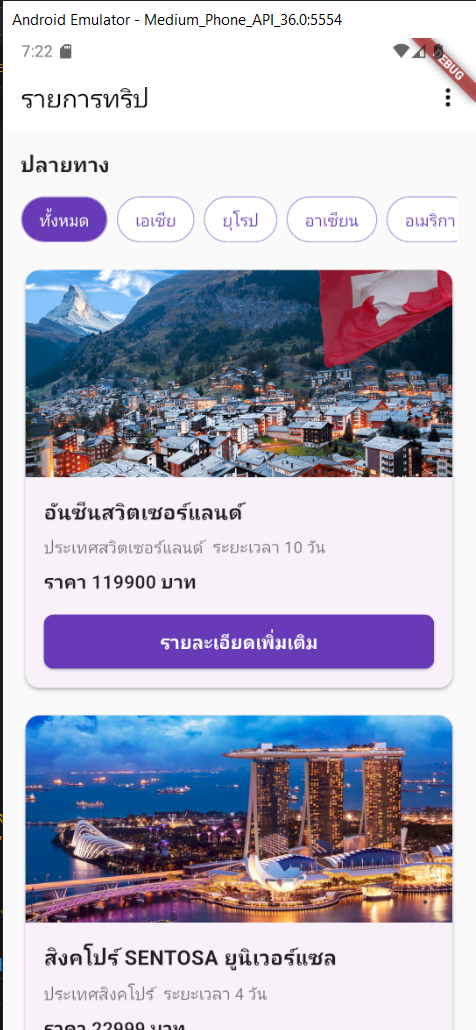 Android Emulator - Medium_Phone_API_36.0:5554
7:22
รายการทริป
ปลายทาง
ทั้งหมด
เอเชีย
ยุโรป
อาเซียน
อเมริกา
อันซีนสวิตเซอร์แลนด์
ประเทศสวิตเซอร์แลนด์ ระยะเวลา 10 วัน
ราคา 119900 บาท
รายละเอียดเพิ่มเติม
สิงคโปร์ SENTOSA ยูนิเวอร์แซล
ประเทศสิงคโปร์ ระยะเวลา 4 วัน
ราคา 22999 บาท